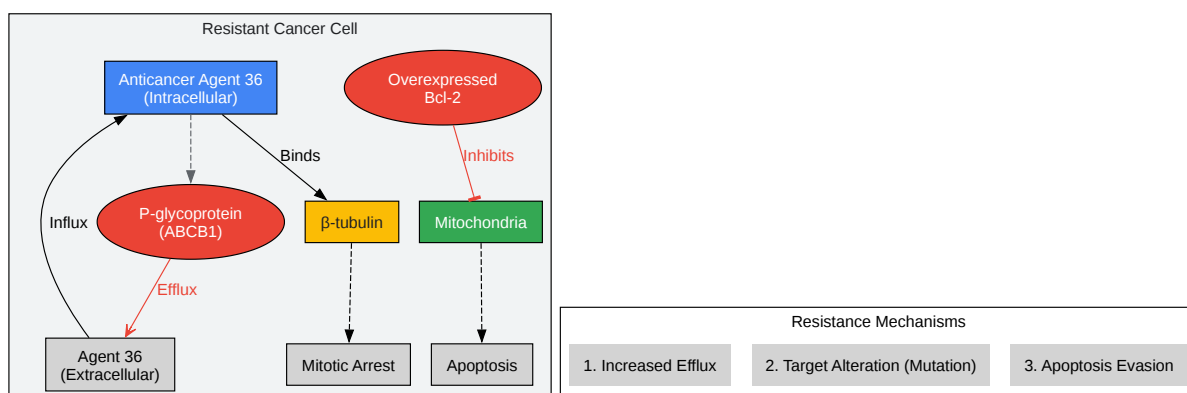 Resistant Cancer Cell
Anticancer Agent 36
(Intracellular)
Overexpressed
Bcl-2
Binds
Inhibits
Influx
P-glycoprotein
(ABCB1)
β-tubulin
Mitochondria
Efflux
Agent 36
(Extracellular)
Mitotic Arrest
Apoptosis
Resistance Mechanisms
1. Increased Efflux
2. Target Alteration (Mutation)
3. Apoptosis Evasion